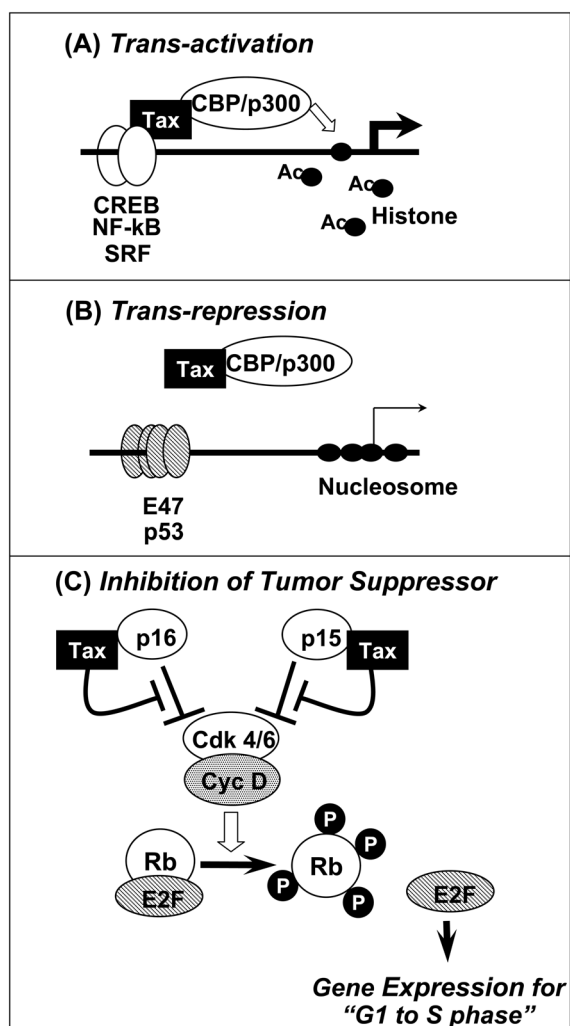 (A) Trans-activation
CBP/p300
Tax
Ac
Ac
Ac
Histone
CREB
NF-kB
SRF
(B) Trans-repression
Tax
CBP/p300
Nucleosome
E47
p53
(C) Inhibition of Tumor Suppressor
p16
p15
Tax
Tax
Cdk 4/6
Cyc D
P
P
Rb
Rb
P
P
E2F
E2F
Gene Expression for
“G1 to S phase”